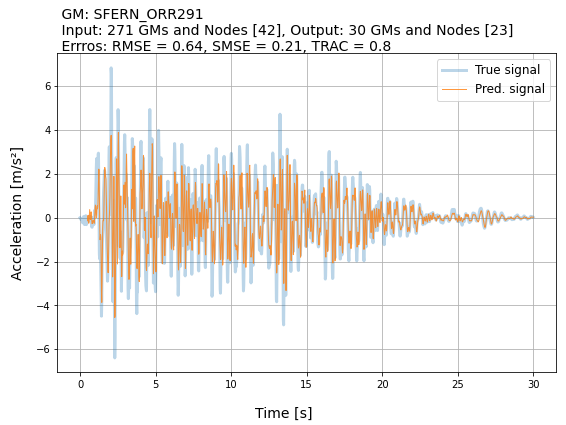 GM: SFERN_ORR291
Input: 271 GMs and Nodes [42], Output: 30 GMs and Nodes [23]
Errros: RMSE = 0.64, SMSE = 0.21, TRAC = 0.8
True signal
Pred. signal
Acceleration [m/s²]
6
4
2
0
−2
−4
−6
0 5 10 15 20 25 30
Time [s]